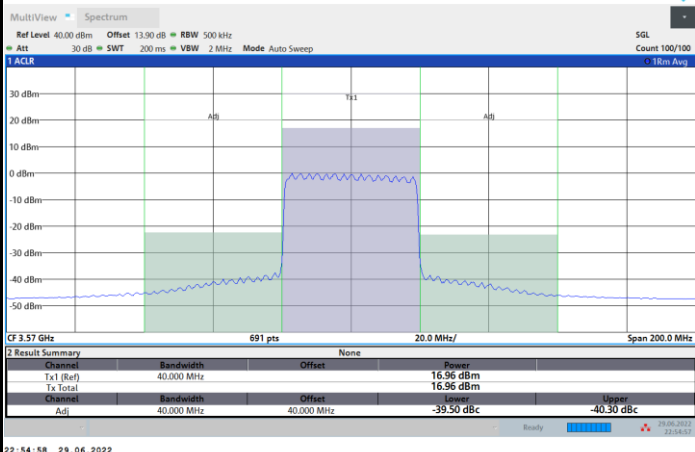 MultiView Spectrum
Ref Level 40.00 dBm Offset 13.90 dB RBW 500 kHz SGL
Att 30 dB SWT 200 ms VBW 2 MHz Mode Auto Sweep Count 100/100
1 ACLR 1Rm Avg
30 dBm
Tx1
20 dBm
Adj Adj
10 dBm
0 dBm
-10 dBm
-20 dBm
-30 dBm
-40 dBm
-50 dBm
CF 3.57 GHz 691 pts 20.0 MHz/ Span 200.0 MHz
2 Result Summary None
Channel Bandwidth Offset Power
Tx1 (Ref) 40.000 MHz 16.96 dBm
Tx Total 16.96 dBm
Channel Bandwidth Offset Lower Upper
Adj 40.000 MHz 40.000 MHz -39.50 dBc -40.30 dBc
Ready 29.06.2022
22:54:57
22:54:58 29.06.2022